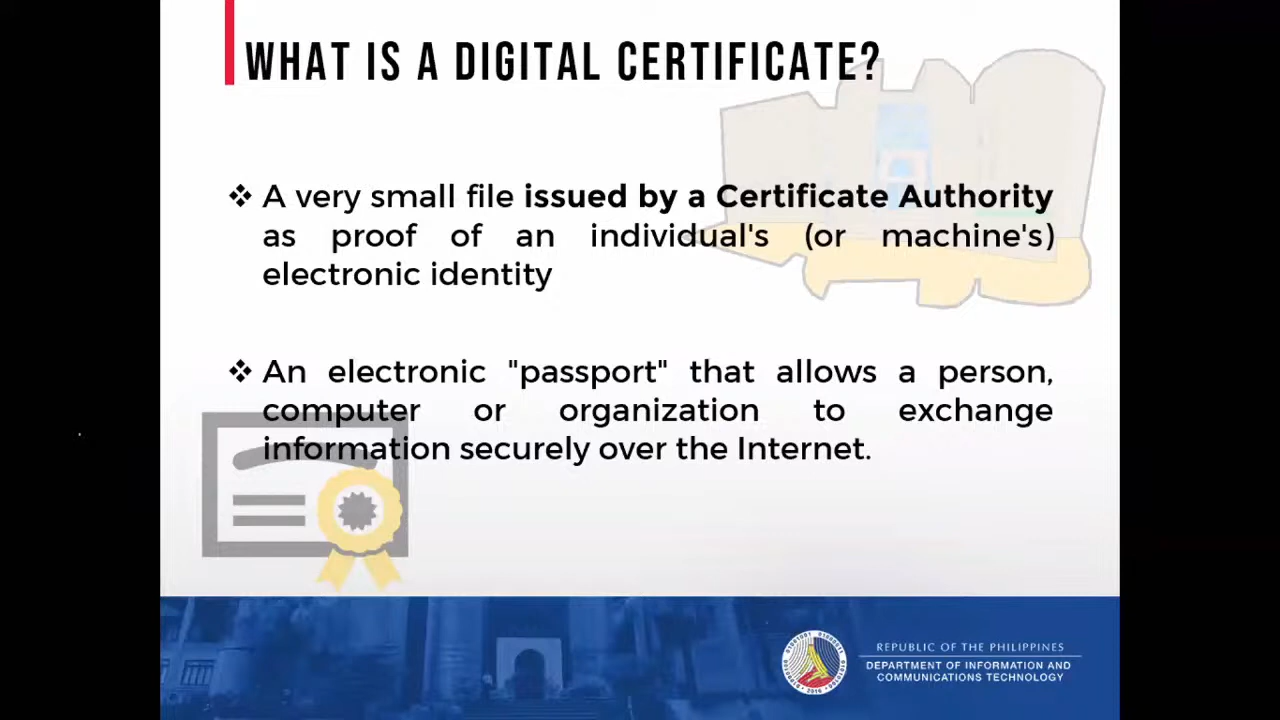 WHAT IS A DIGITAL CERTIFICATE?
❖ A very small file issued by a Certificate Authority
as proof of an individual's (or machine's)
electronic identity
❖ An electronic "passport" that allows a person,
computer or organization to exchange
information securely over the Internet.
REPUBLIC OF THE PHILIPPINES
DEPARTMENT OF INFORMATION AND
COMMUNICATIONS TECHNOLOGY
2016